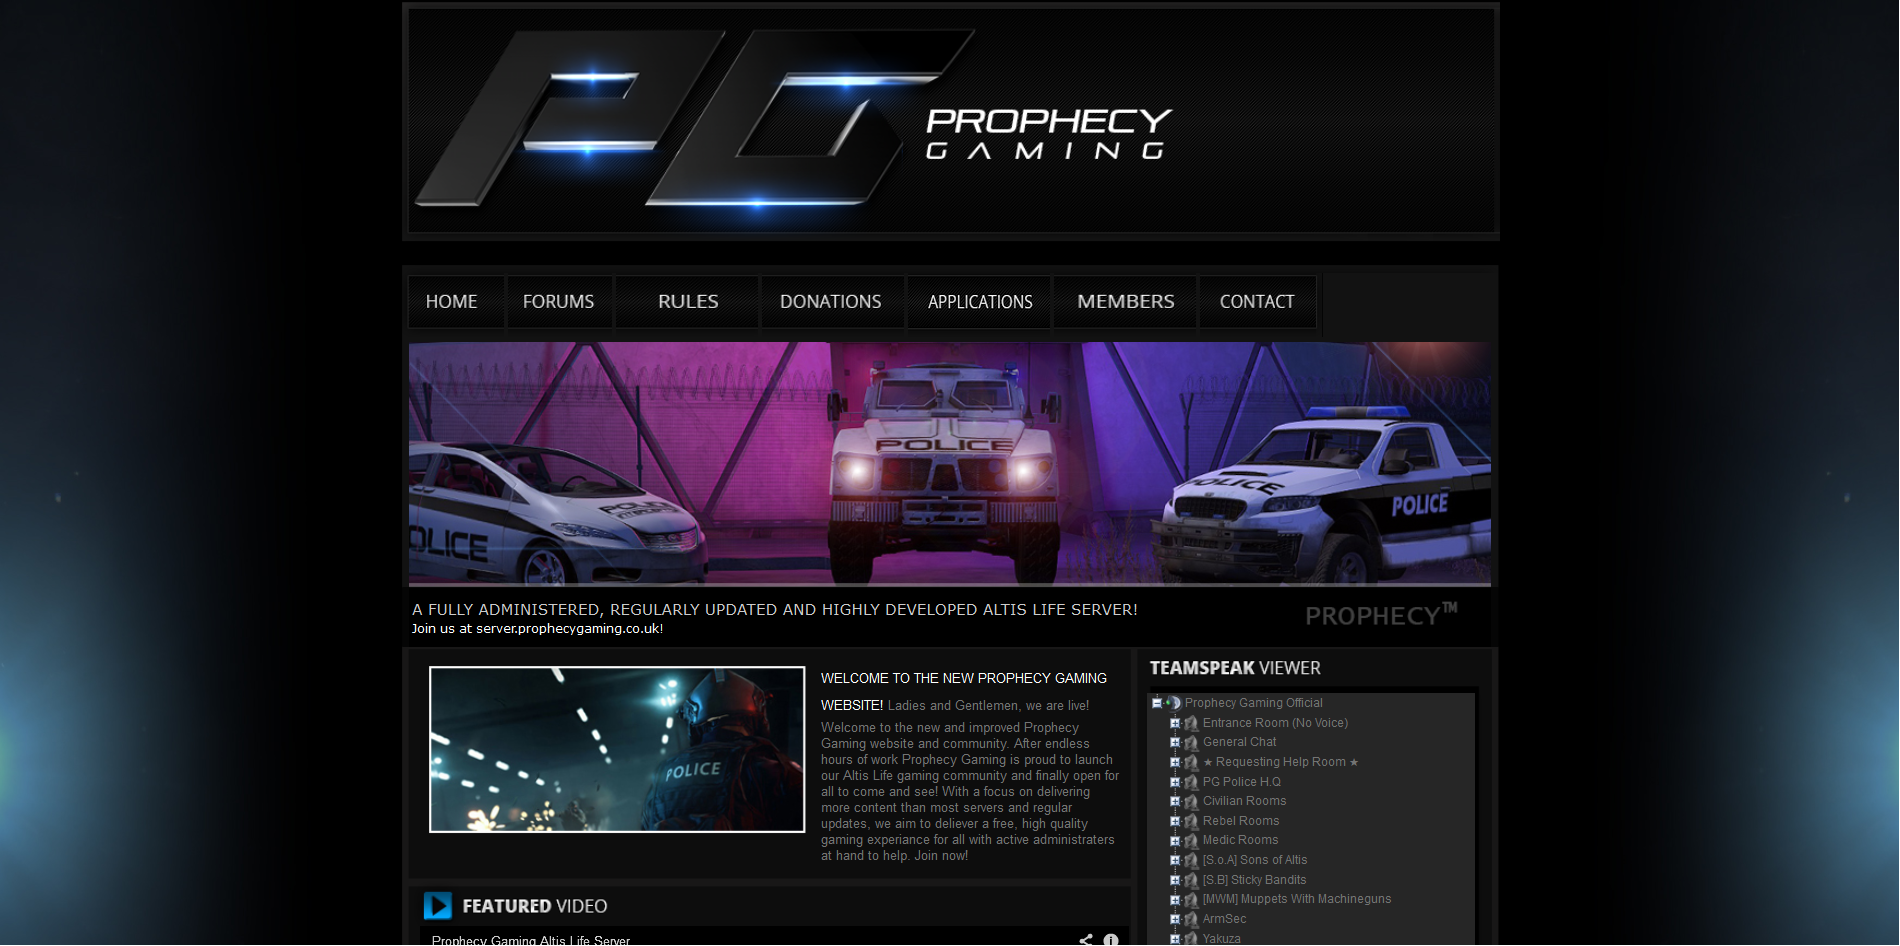 PG
PROPHECY
GAMING
HOME
FORUMS
RULES
DONATIONS
APPLICATIONS
MEMBERS
CONTACT
POLICE
POLICE
POLICE
POLICE
A FULLY ADMINISTERED, REGULARLY UPDATED AND HIGHLY DEVELOPED ALTIS LIFE SERVER!
Join us at server.prophecygaming.co.uk!
PROPHECY™
POLICE
WELCOME TO THE NEW PROPHECY GAMING
WEBSITE! Ladies and Gentlemen, we are live!
Welcome to the new and improved Prophecy
Gaming website and community. After endless
hours of work Prophecy Gaming is proud to launch
our Altis Life gaming community and finally open for
all to come and see! With a focus on delivering
more content than most servers and regular
updates, we aim to deliever a free, high quality
gaming experiance for all with active administraters
at hand to help. Join now!
FEATURED VIDEO
Prophecy Gaming Altis Life Server
TEAMSPEAK VIEWER
Prophecy Gaming Official
Entrance Room (No Voice)
General Chat
★ Requesting Help Room ★
PG Police H.Q
Civilian Rooms
Rebel Rooms
Medic Rooms
[S.o.A] Sons of Altis
[S.B] Sticky Bandits
[MWM] Muppets With Machineguns
ArmSec
Yakuza